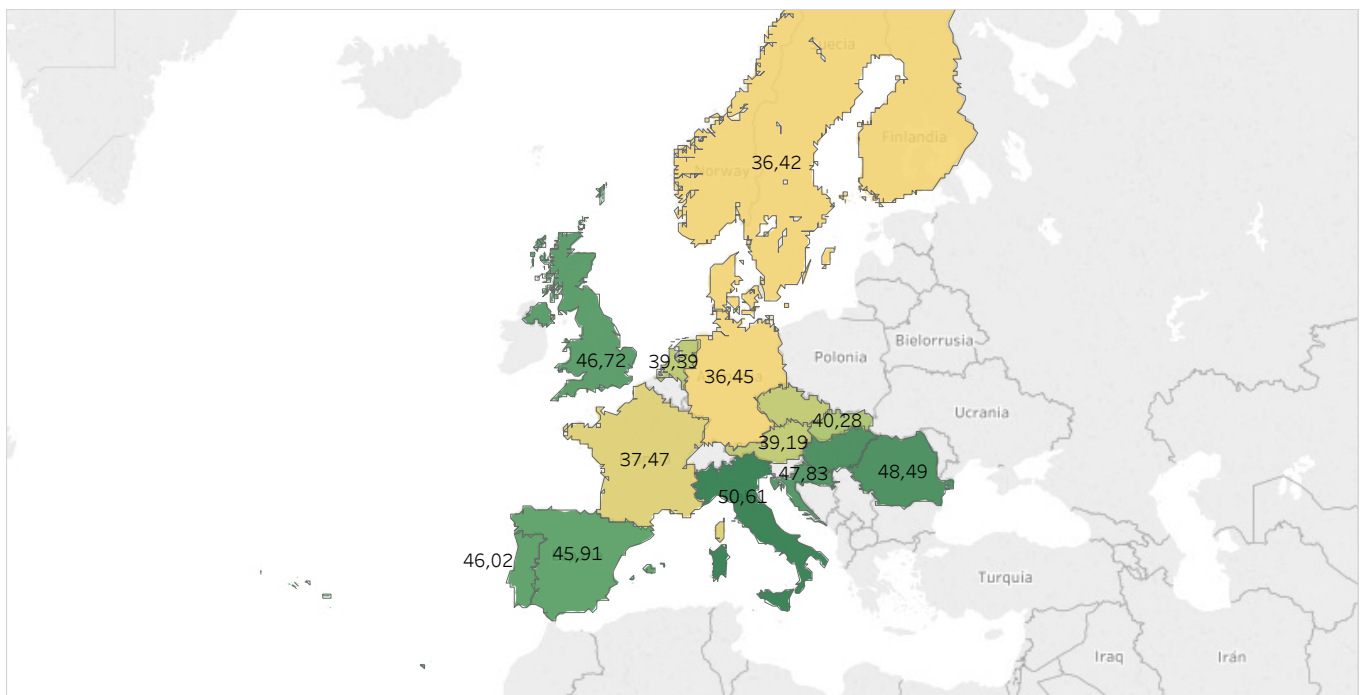 uecia
Finlandia
36,42
Norway
Polonia
Bielorrusia
46,72
39,39
36,45
Ucrania
40,28
39,19
37,47
47,83
48,49
50,61
46,02
45,91
Turquía
Iraq
Irán